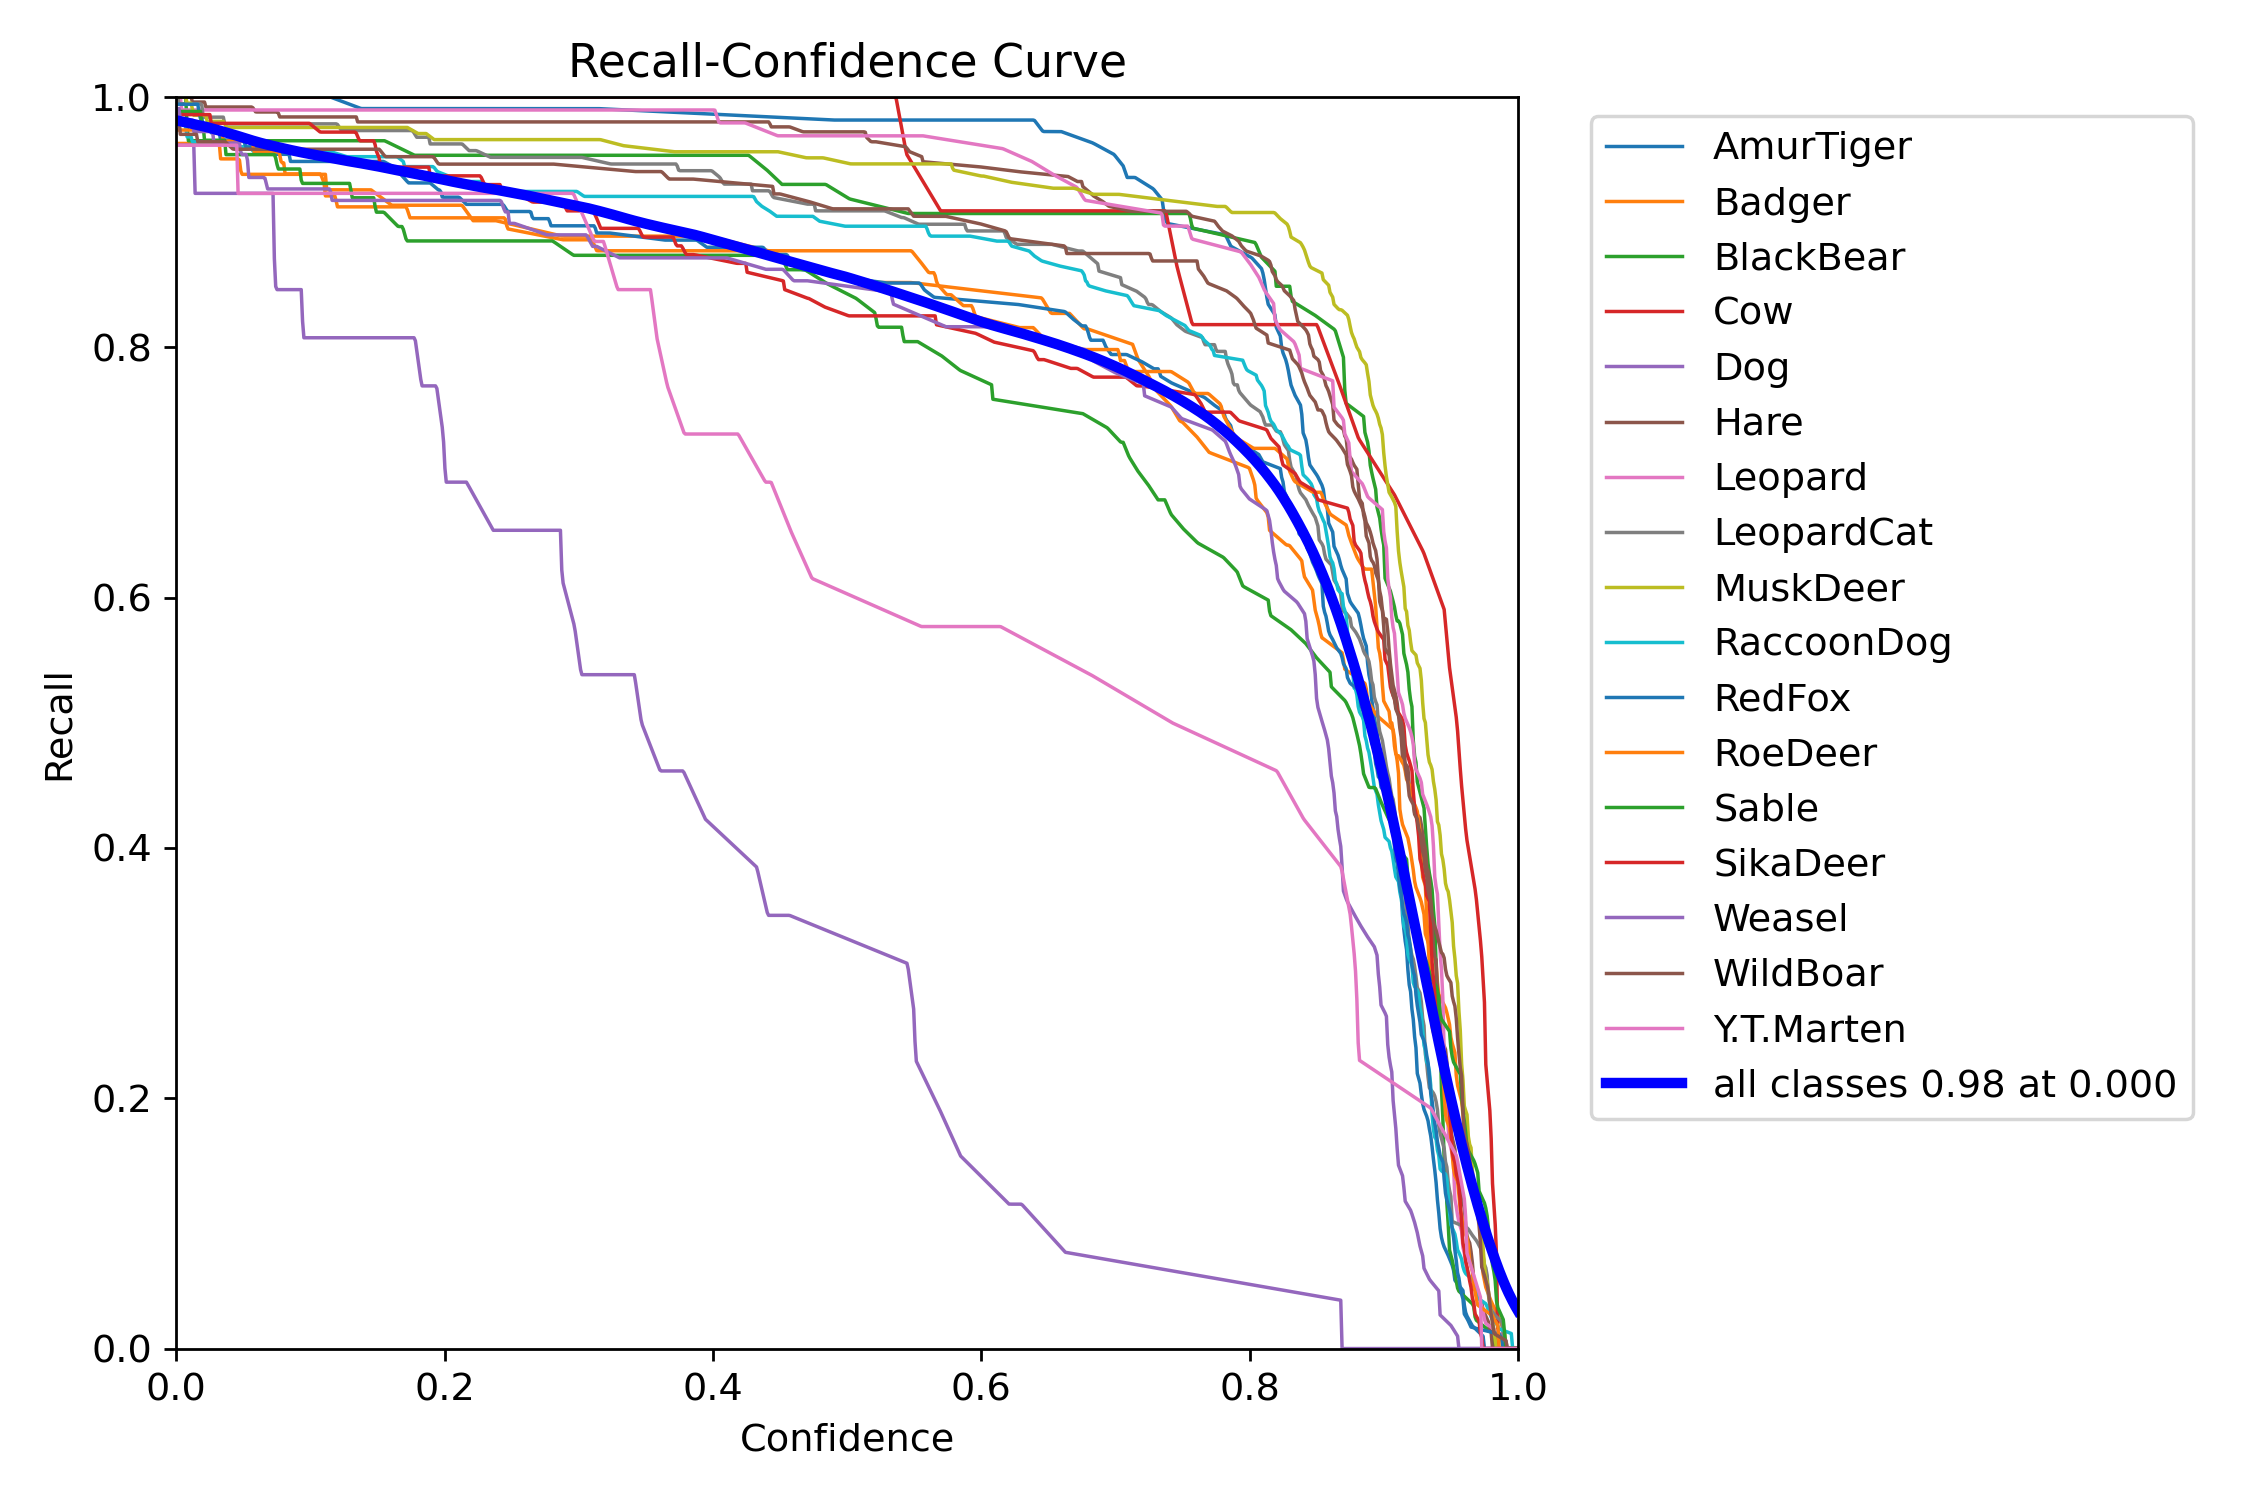 Recall-Confidence Curve
1.0
0.8
0.6
0.4
0.2
0.0
Recall
0.0 0.2 0.4 0.6 0.8 1.0
Confidence
AmurTiger
Badger
BlackBear
Cow
Dog
Hare
Leopard
LeopardCat
MuskDeer
RaccoonDog
RedFox
RoeDeer
Sable
SikaDeer
Weasel
WildBoar
Y.T.Marten
all classes 0.98 at 0.000